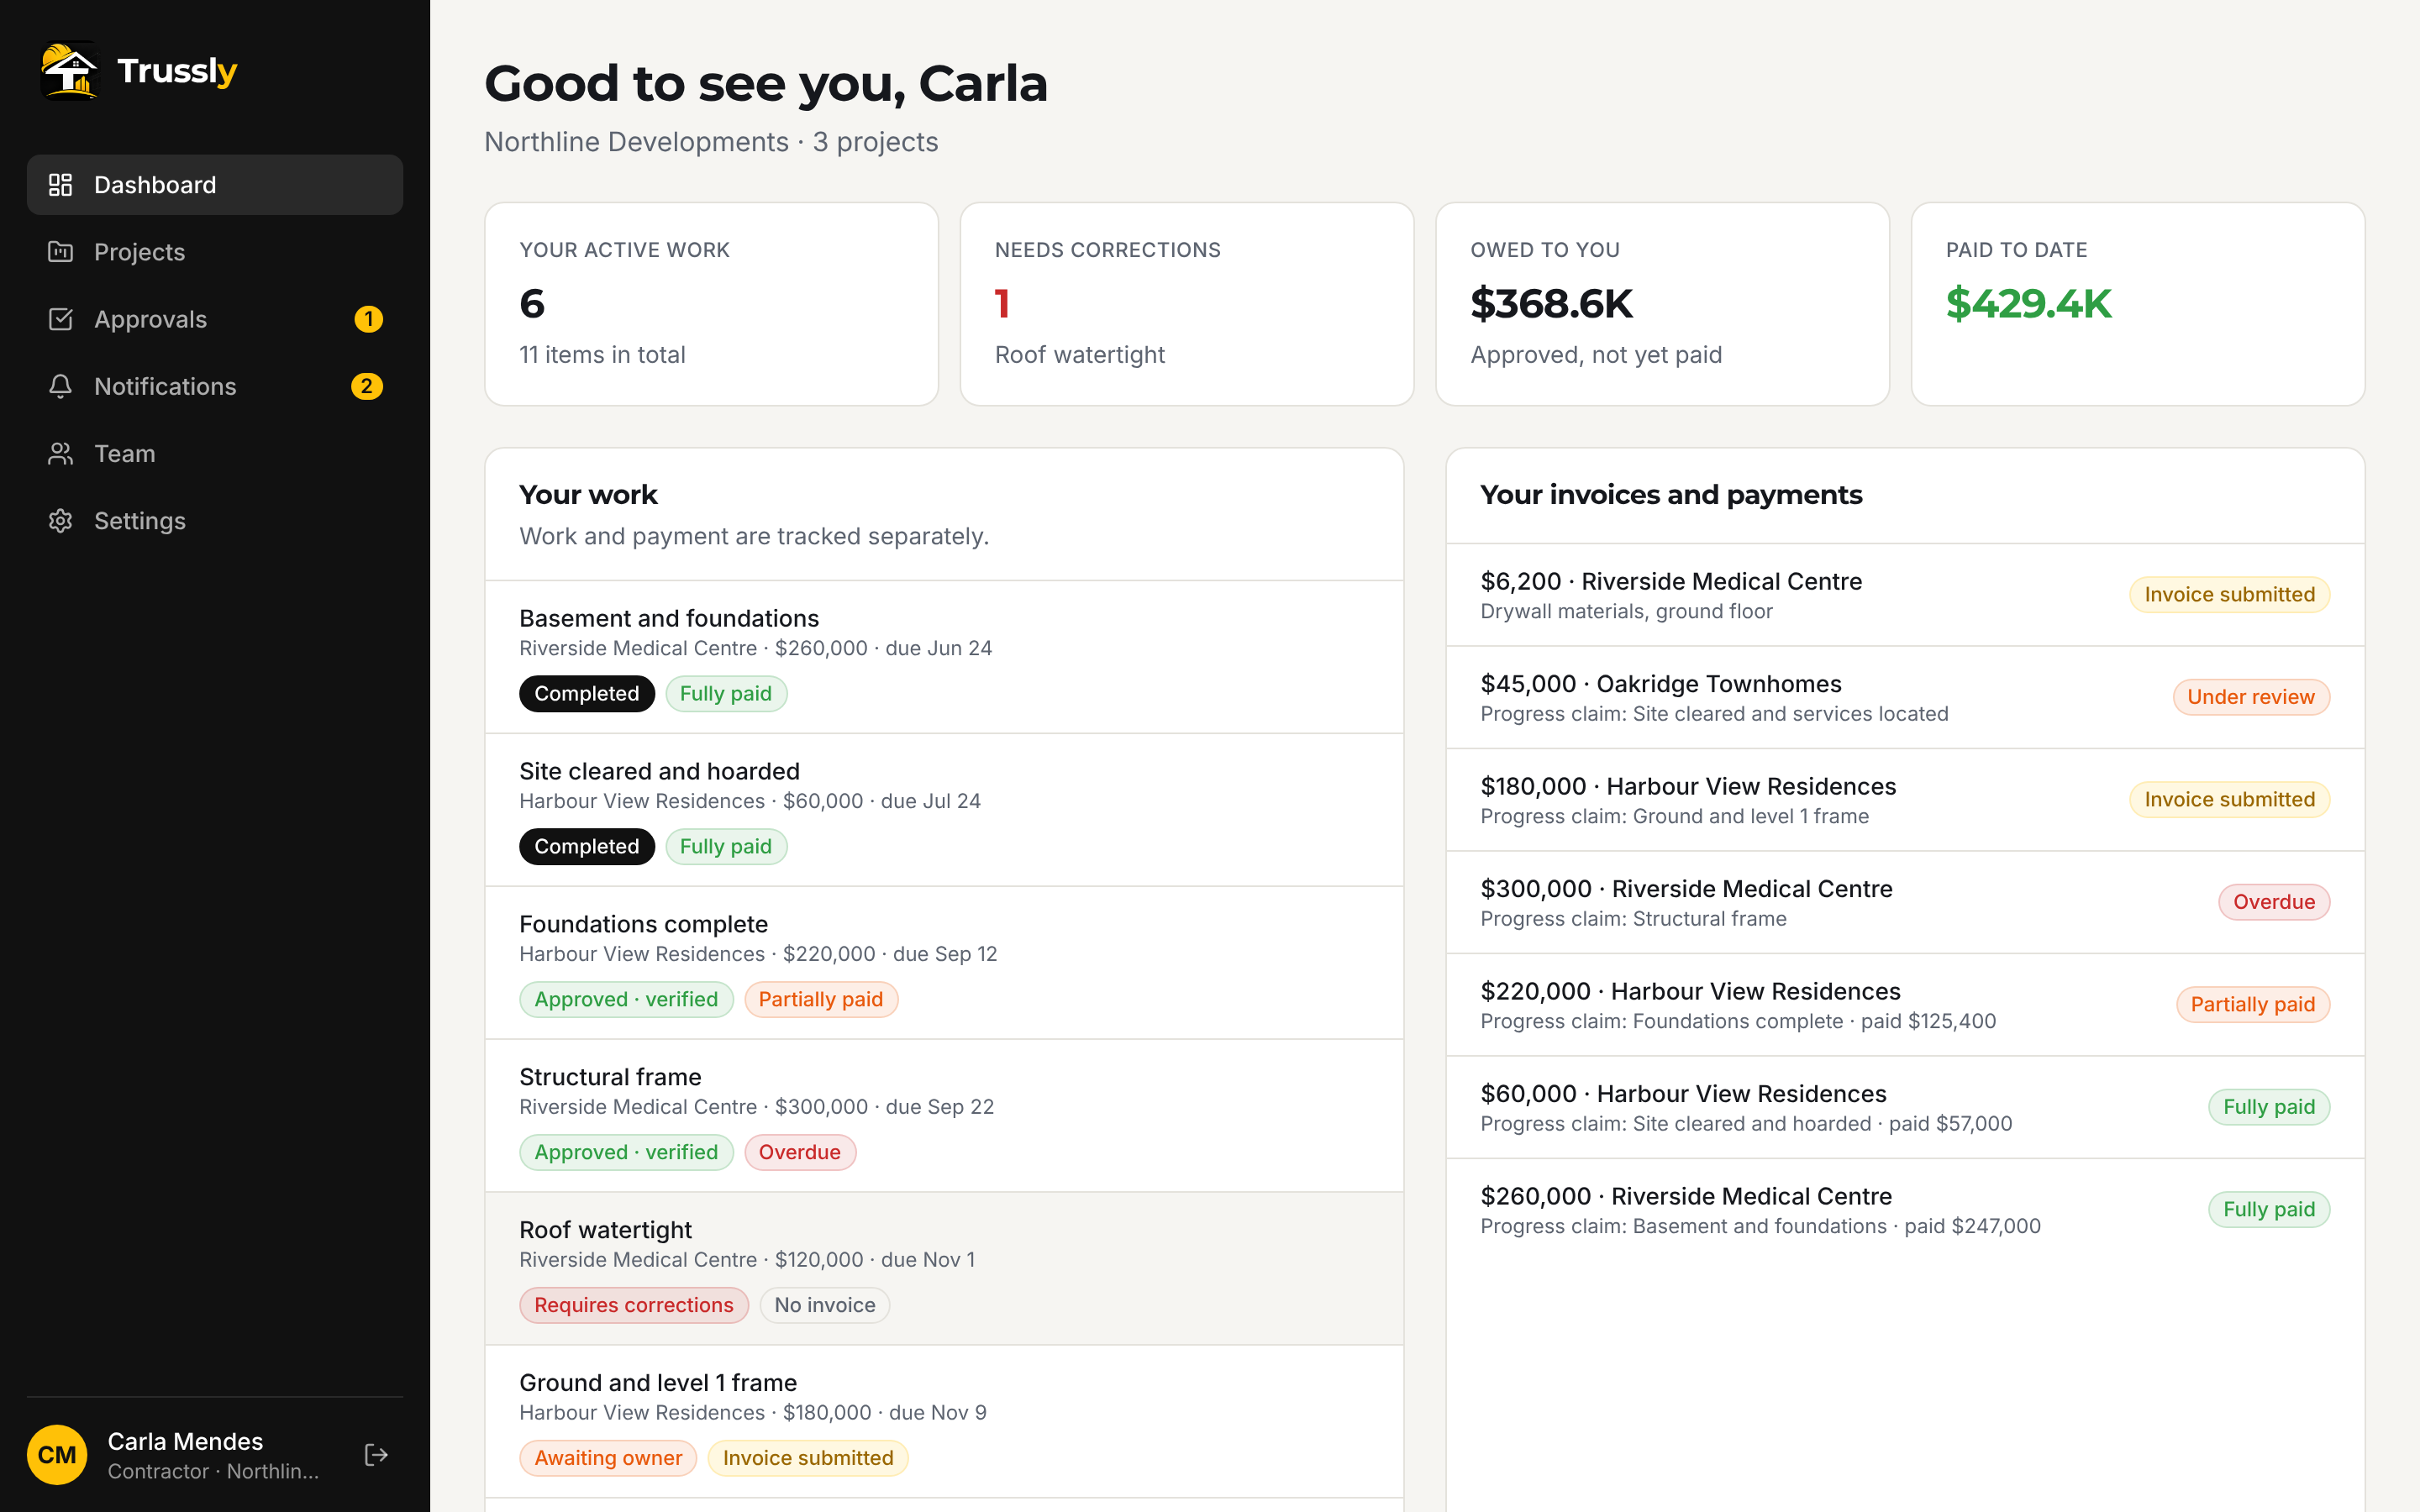 Trussly
Dashboard
Projects
Approvals 1
Notifications 2
Team
Settings
Carla Mendes
Contractor · Northlin...
CM
Good to see you, Carla
Northline Developments · 3 projects
YOUR ACTIVE WORK
6
11 items in total
NEEDS CORRECTIONS
1
Roof watertight
OWED TO YOU
$368.6K
Approved, not yet paid
PAID TO DATE
$429.4K
Your work
Work and payment are tracked separately.
Basement and foundations
Riverside Medical Centre · $260,000 · due Jun 24
Completed Fully paid
Site cleared and hoarded
Harbour View Residences · $60,000 · due Jul 24
Completed Fully paid
Foundations complete
Harbour View Residences · $220,000 · due Sep 12
Approved · verified Partially paid
Structural frame
Riverside Medical Centre · $300,000 · due Sep 22
Approved · verified Overdue
Roof watertight
Riverside Medical Centre · $120,000 · due Nov 1
Requires corrections No invoice
Ground and level 1 frame
Harbour View Residences · $180,000 · due Nov 9
Awaiting owner Invoice submitted
Your invoices and payments
$6,200 · Riverside Medical Centre
Drywall materials, ground floor
Invoice submitted
$45,000 · Oakridge Townhomes
Progress claim: Site cleared and services located
Under review
$180,000 · Harbour View Residences
Progress claim: Ground and level 1 frame
Invoice submitted
$300,000 · Riverside Medical Centre
Progress claim: Structural frame
Overdue
$220,000 · Harbour View Residences
Progress claim: Foundations complete · paid $125,400
Partially paid
$60,000 · Harbour View Residences
Progress claim: Site cleared and hoarded · paid $57,000
Fully paid
$260,000 · Riverside Medical Centre
Progress claim: Basement and foundations · paid $247,000
Fully paid